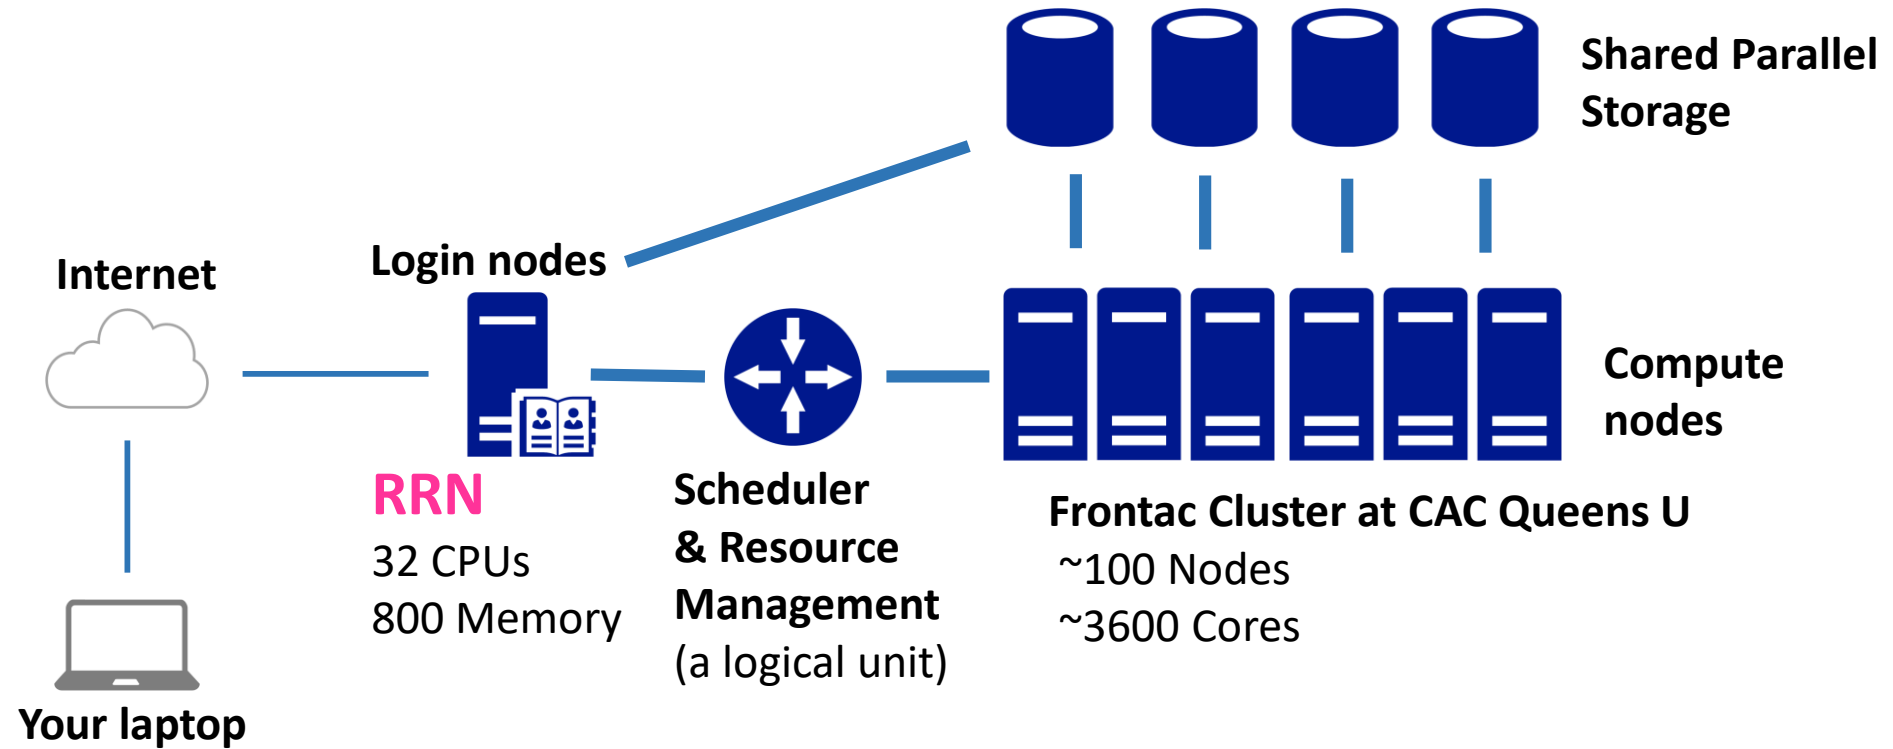 Shared Parallel
Storage
Internet
Login nodes
Compute
nodes
RRN
32 CPUs
800 Memory
Scheduler
& Resource
Management
(a logical unit)
Frontac Cluster at CAC Queens U
~100 Nodes
~3600 Cores
Your laptop